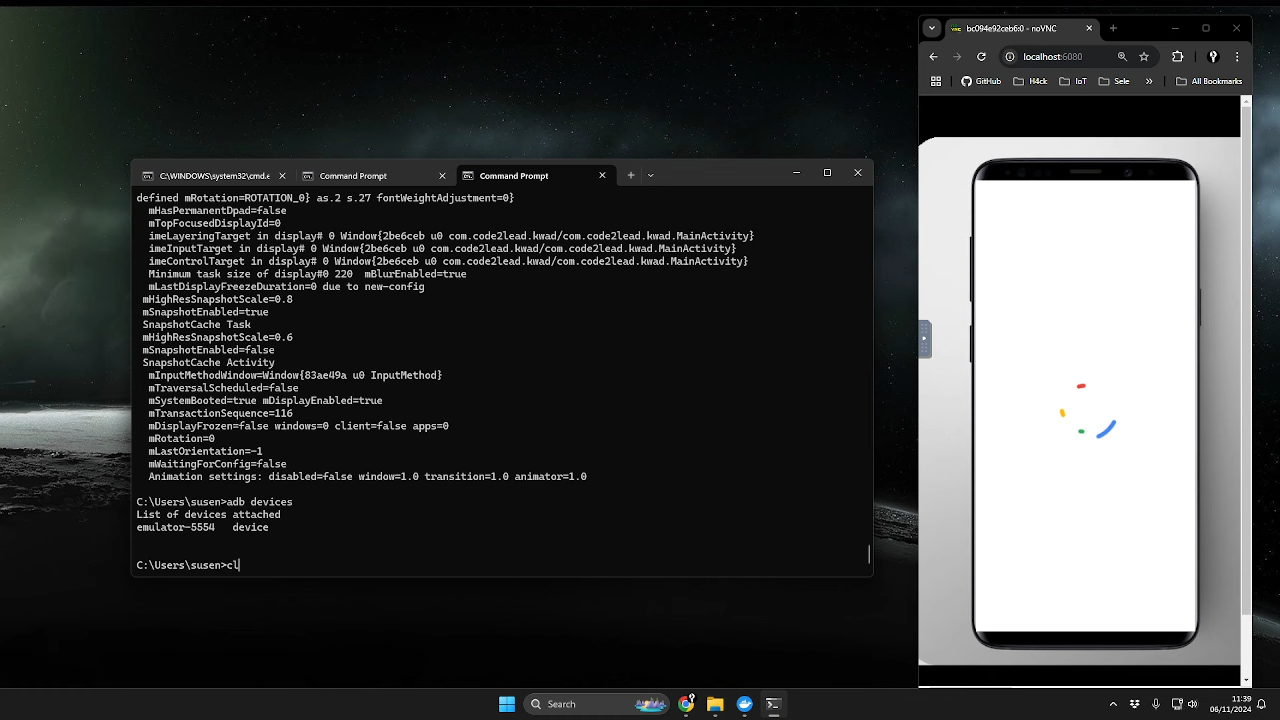 bc094e92ceb6:0 - noVNC
localhost:6080
GitHub
H4ck
IoT
Sele
All Bookmarks
C:\WINDOWS\system32\cmd.e
Command Prompt
Command Prompt
defined mRotation=ROTATION_0} as.2 s.27 fontWeightAdjustment=0}
mHasPermanentDpad=false
mTopFocusedDisplayId=0
imeLayeringTarget in display# 0 Window{2be6ceb u0 com.code2lead.kwad/com.code2lead.kwad.MainActivity}
imeInputTarget in display# 0 Window{2be6ceb u0 com.code2lead.kwad/com.code2lead.kwad.MainActivity}
imeControlTarget in display# 0 Window{2be6ceb u0 com.code2lead.kwad/com.code2lead.kwad.MainActivity}
Minimum task size of display#0 220  mBlurEnabled=true
mLastDisplayFreezeDuration=0 due to new-config
mHighResSnapshotScale=0.8
mSnapshotEnabled=true
SnapshotCache Task
mHighResSnapshotScale=0.6
mSnapshotEnabled=false
SnapshotCache Activity
mInputMethodWindow=Window{83ae49a u0 InputMethod}
mTraversalScheduled=false
mSystemBooted=true mDisplayEnabled=true
mTransactionSequence=116
mDisplayFrozen=false windows=0 client=false apps=0
mRotation=0
mLastOrientation=-1
mWaitingForConfig=false
Animation settings: disabled=false window=1.0 transition=1.0 animator=1.0
C:\Users\susen>adb devices
List of devices attached
emulator-5554   device
C:\Users\susen>cl
Search
11:39
06/11/2024